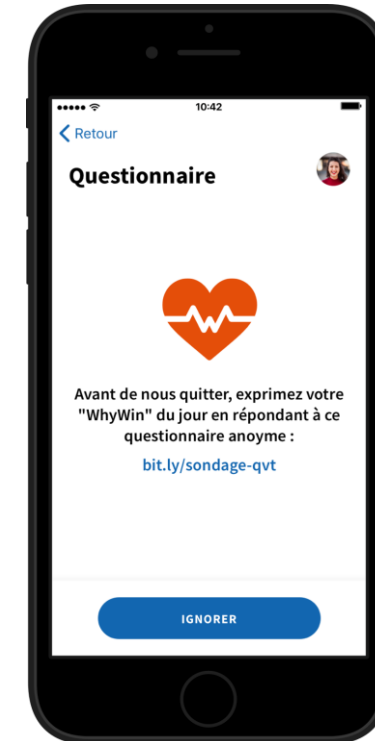 10:42
Retour
Questionnaire
Avant de nous quitter, exprimez votre
"WhyWin" du jour en répondant à ce
questionnaire anoyme :
bit.ly/sondage-qvt
IGNORER